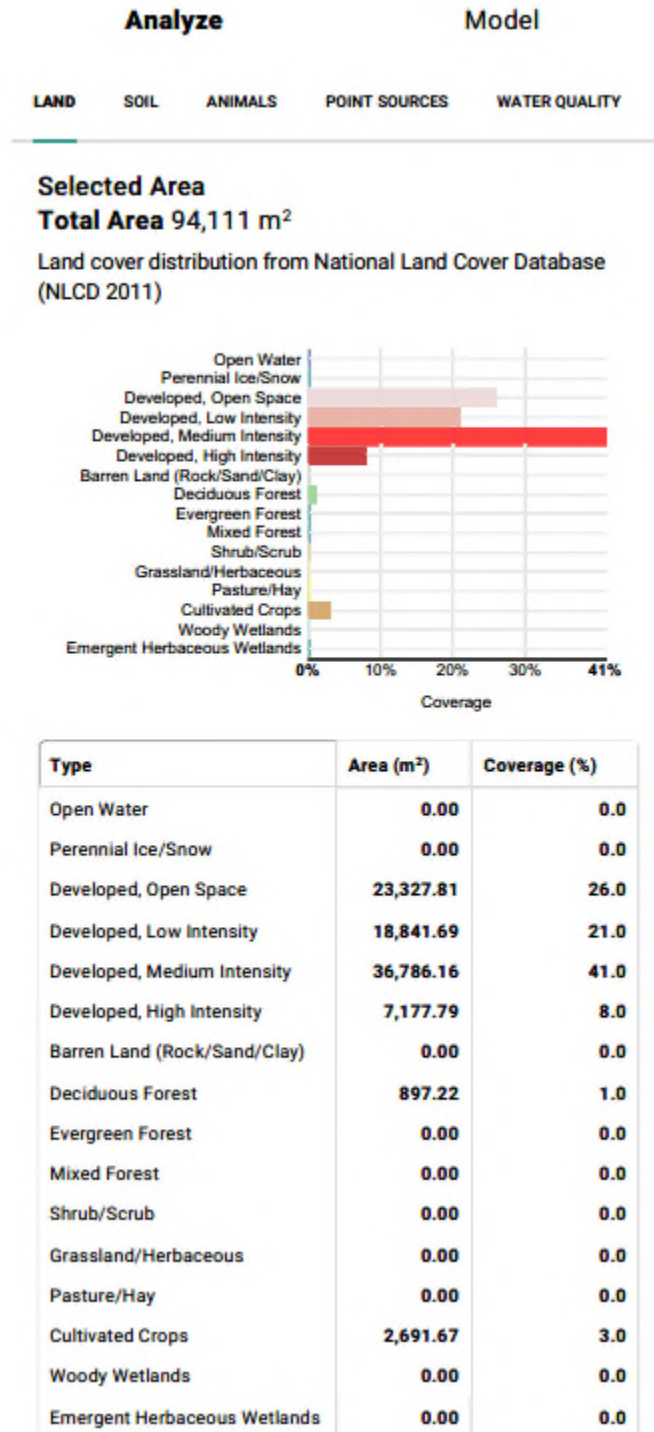 Analyze Model
LAND SOIL ANIMALS POINT SOURCES WATER QUALITY
Selected Area
Total Area 94,111 m²
Land cover distribution from National Land Cover Database
(NLCD 2011)
Open Water
Perennial Ice/Snow
Developed, Open Space
Developed, Low Intensity
Developed, Medium Intensity
Developed, High Intensity
Barren Land (Rock/Sand/Clay)
Deciduous Forest
Evergreen Forest
Mixed Forest
Shrub/Scrub
Grassland/Herbaceous
Pasture/Hay
Cultivated Crops
Woody Wetlands
Emergent Herbaceous Wetlands
0% 10% 20% 30% 41%
Coverage
Type Area (m²) Coverage (%)
Open Water 0.00 0.0
Perennial Ice/Snow 0.00 0.0
Developed, Open Space 23,327.81 26.0
Developed, Low Intensity 18,841.69 21.0
Developed, Medium Intensity 36,786.16 41.0
Developed, High Intensity 7,177.79 8.0
Barren Land (Rock/Sand/Clay) 0.00 0.0
Deciduous Forest 897.22 1.0
Evergreen Forest 0.00 0.0
Mixed Forest 0.00 0.0
Shrub/Scrub 0.00 0.0
Grassland/Herbaceous 0.00 0.0
Pasture/Hay 0.00 0.0
Cultivated Crops 2,691.67 3.0
Woody Wetlands 0.00 0.0
Emergent Herbaceous Wetlands 0.00 0.0